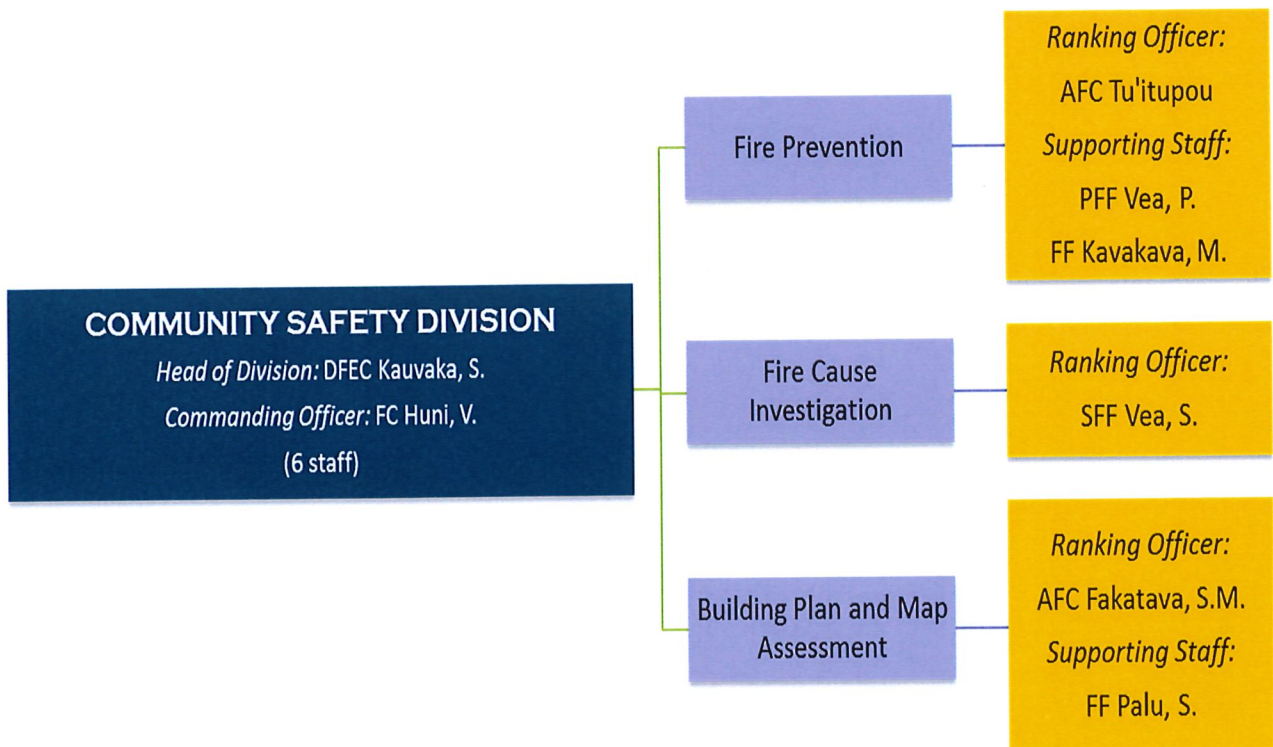 COMMUNITY SAFETY DIVISION
Head of Division: DFEC Kauvaka, S.
Commanding Officer: FC Huni, V.
(6 staff)
Fire Prevention
Ranking Officer:
AFC Tu'itupou
Supporting Staff:
PFF Vea, P.
FF Kavakava, M.
Fire Cause
Investigation
Ranking Officer:
SFF Vea, S.
Building Plan and Map
Assessment
Ranking Officer:
AFC Fakatava, S.M.
Supporting Staff:
FF Palu, S.